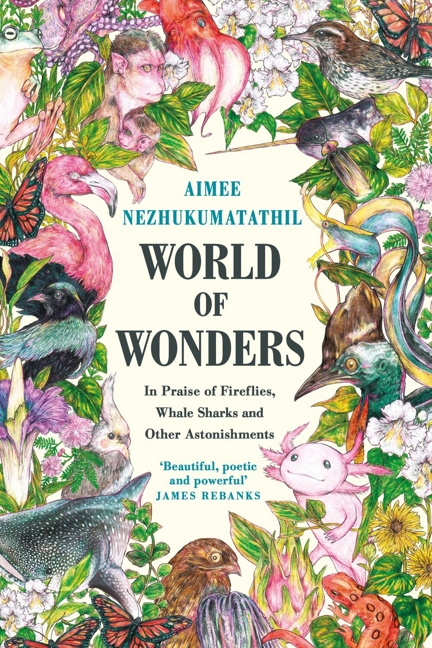 AIMEE
NEZHUKUMATATHIL
WORLD
OF
WONDERS
In Praise of Fireflies,
Whale Sharks and
Other Astonishments
‘Beautiful, poetic
and powerful’
JAMES REBANKS